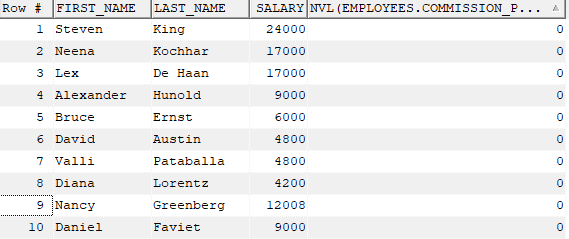 Row # FIRST_NAME LAST_NAME SALARY NVL(EMPLOYEES.COMMISSION_P...
1 Steven King 24000 0
2 Neena Kochhar 17000 0
3 Lex De Haan 17000 0
4 Alexander Hunold 9000 0
5 Bruce Ernst 6000 0
6 David Austin 4800 0
7 Valli Pataballa 4800 0
8 Diana Lorentz 4200 0
9 Nancy Greenberg 12008 0
10 Daniel Faviet 9000 0